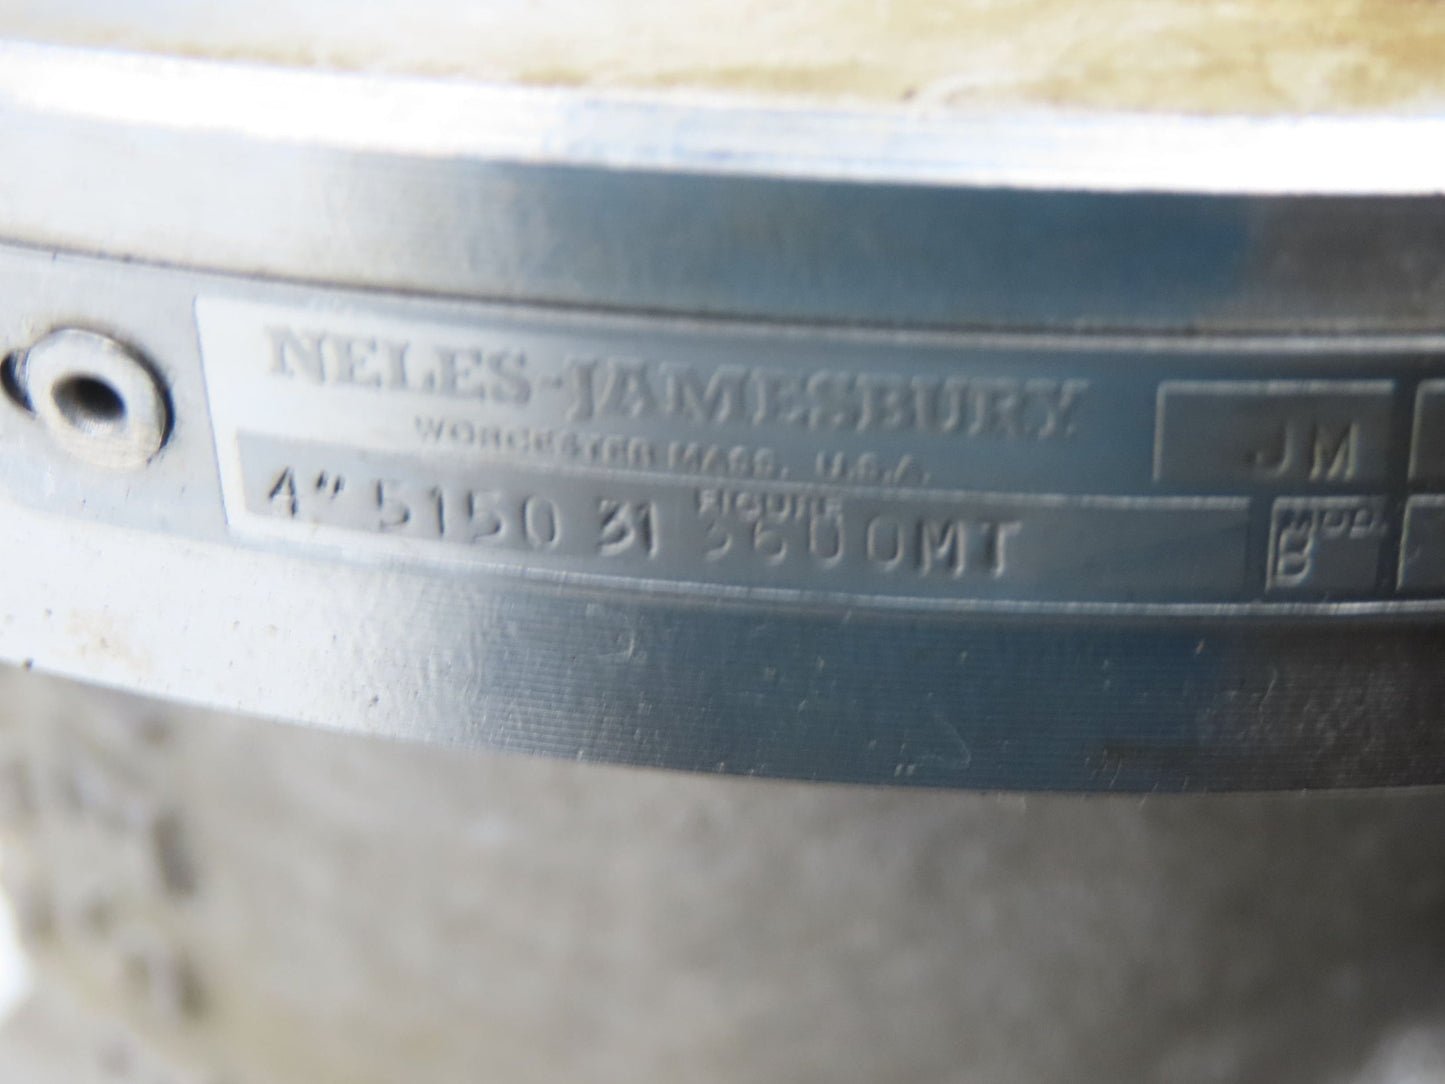 NELES-JAMESBURY
WORCESTER MASS. U.S.A.
JM
FIGURE
4" 5150 31 3600MT
MOD.
B